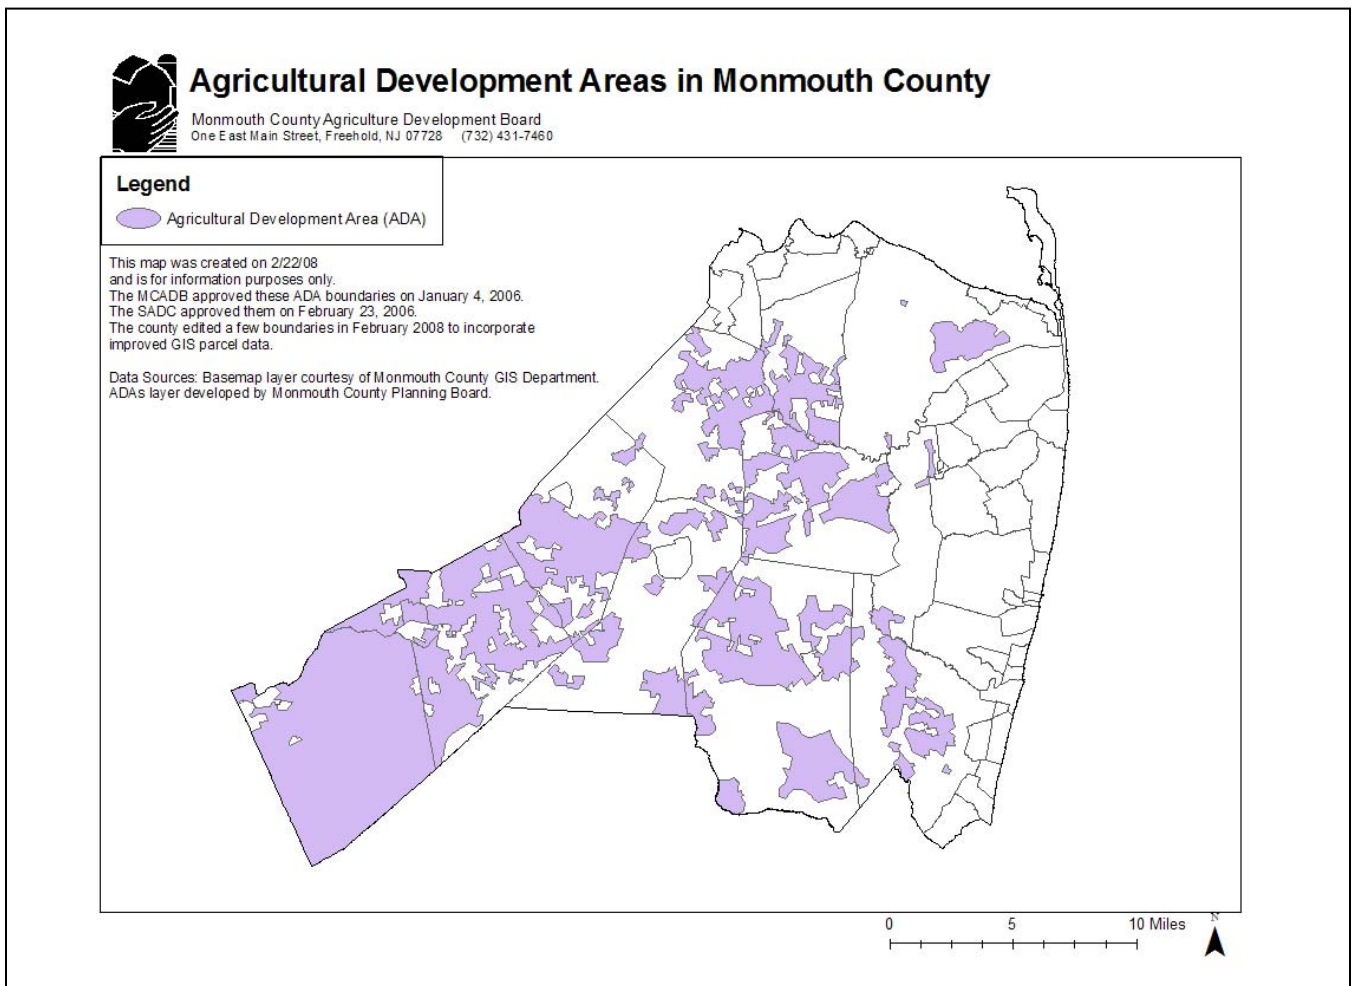 Agricultural Development Areas in Monmouth County
Monmouth County Agriculture Development Board
One East Main Street, Freehold, NJ 07728 (732) 431-7460
Legend
Agricultural Development Area (ADA)
This map was created on 2/22/08
and is for information purposes only.
The MCADB approved these ADA boundaries on January 4, 2006.
The SADC approved them on February 23, 2006.
The county edited a few boundaries in February 2008 to incorporate
improved GIS parcel data.
Data Sources: Basemap layer courtesy of Monmouth County GIS Department.
ADAs layer developed by Monmouth County Planning Board.
0 5 10 Miles
N